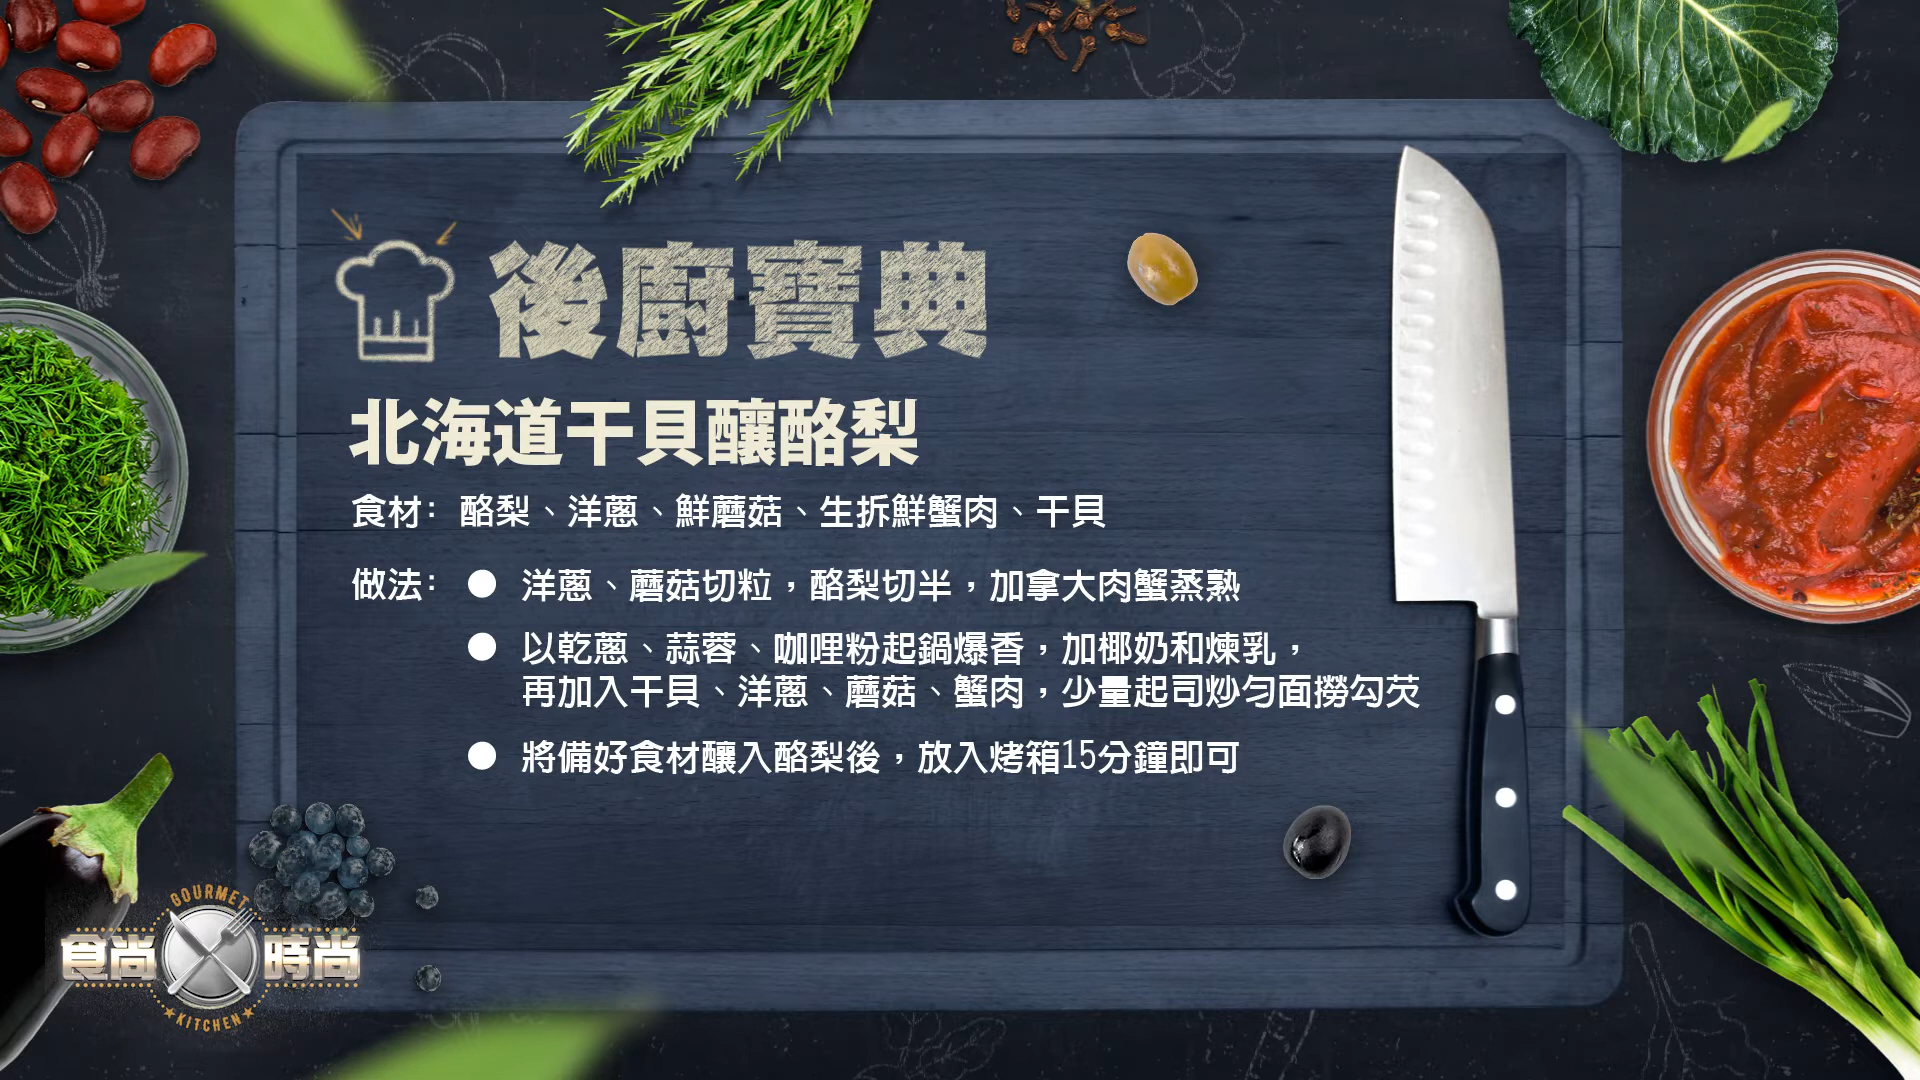 後廚寶典
北海道干貝釀酪梨
食材：酪梨、洋蔥、鮮蘑菇、生拆鮮蟹肉、干貝
做法：● 洋蔥、蘑菇切粒，酪梨切半，加拿大肉蟹蒸熟
● 以乾蔥、蒜蓉、咖哩粉起鍋爆香，加椰奶和煉乳，
再加入干貝、洋蔥、蘑菇、蟹肉，少量起司炒勻面撈勾芡
● 將備好食材釀入酪梨後，放入烤箱15分鐘即可
GOURMET
食尚 時尚
KITCHEN